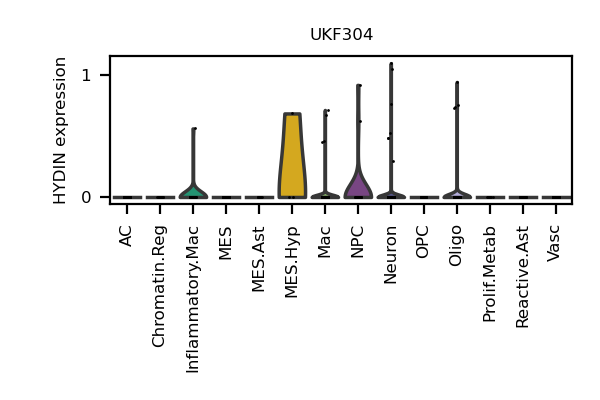 UKF304
HYDIN expression
1
0
AC
Chromatin.Reg
Inflammatory.Mac
MES
MES.Ast
MES.Hyp
Mac
NPC
Neuron
OPC
Oligo
Prolif.Metab
Reactive.Ast
Vasc